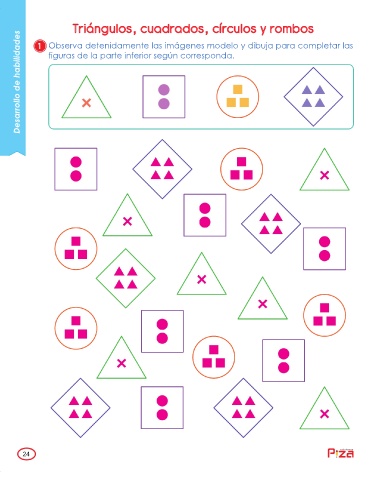 Triángulos, cuadrados, círculos y rombos
1 Observa detenidamente las imágenes modelo y dibuja para completar las
figuras de la parte inferior según corresponda.
Desarrollo de habilidades
24
Piza